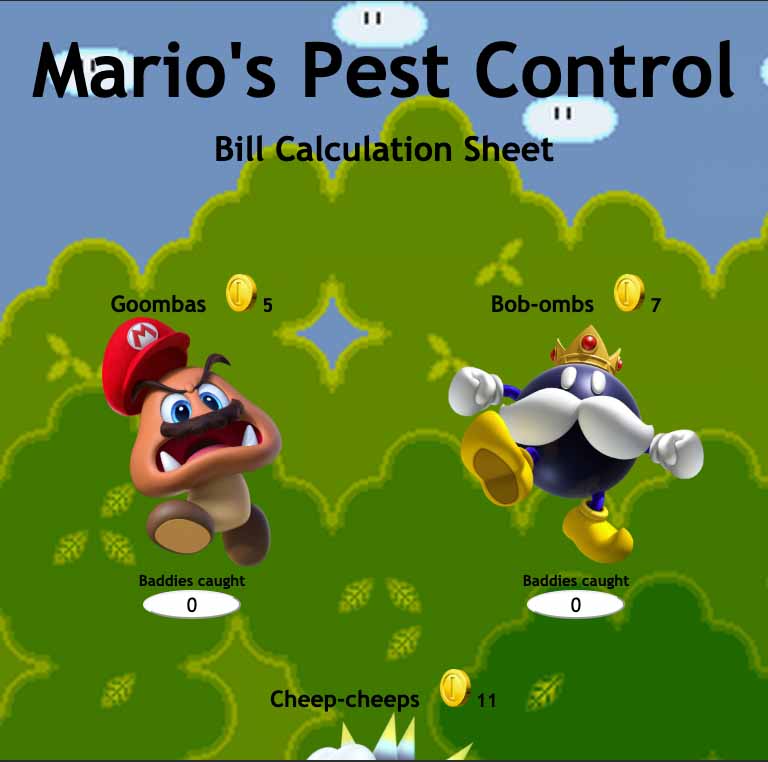 Mario's Pest Control
Bill Calculation Sheet
Goombas 5
Bob-ombs 7
M
Baddies caught
0
Baddies caught
0
Cheep-cheeps 11